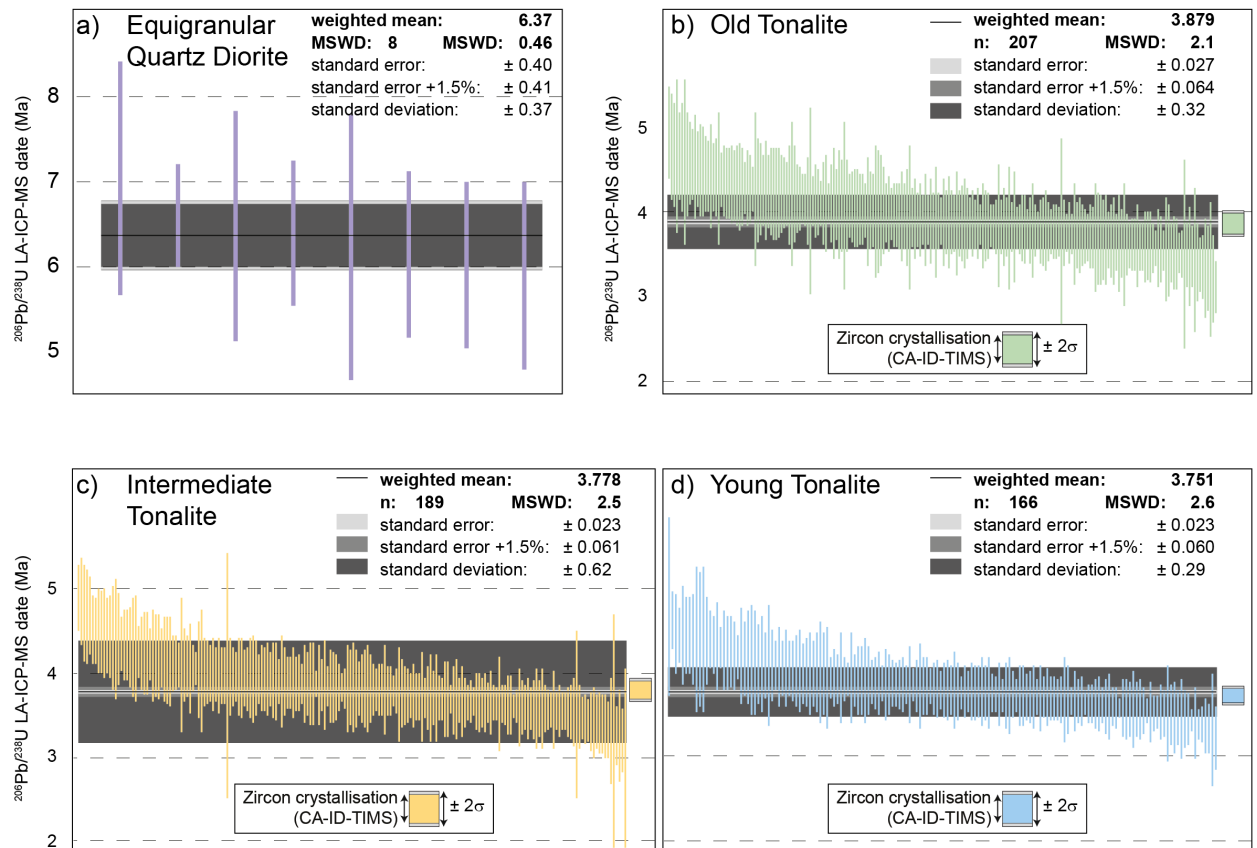 a) Equigranular
Quartz Diorite
weighted mean: 6.37
MSWD: 8 MSWD: 0.46
standard error: ± 0.40
standard error +1.5%: ± 0.41
standard deviation: ± 0.37
8
7
6
5
²⁰⁶Pb/²³⁸U LA-ICP-MS date (Ma)
b) Old Tonalite
weighted mean: 3.879
n: 207 MSWD: 2.1
standard error: ± 0.027
standard error +1.5%: ± 0.064
standard deviation: ± 0.32
5
4
3
2
²⁰⁶Pb/²³⁸U LA-ICP-MS date (Ma)
Zircon crystallisation
(CA-ID-TIMS)
± 2σ
c) Intermediate
Tonalite
weighted mean: 3.778
n: 189 MSWD: 2.5
standard error: ± 0.023
standard error +1.5%: ± 0.061
standard deviation: ± 0.62
5
4
3
2
²⁰⁶Pb/²³⁸U LA-ICP-MS date (Ma)
Zircon crystallisation
(CA-ID-TIMS)
± 2σ
d) Young Tonalite
weighted mean: 3.751
n: 166 MSWD: 2.6
standard error: ± 0.023
standard error +1.5%: ± 0.060
standard deviation: ± 0.29
Zircon crystallisation
(CA-ID-TIMS)
± 2σ